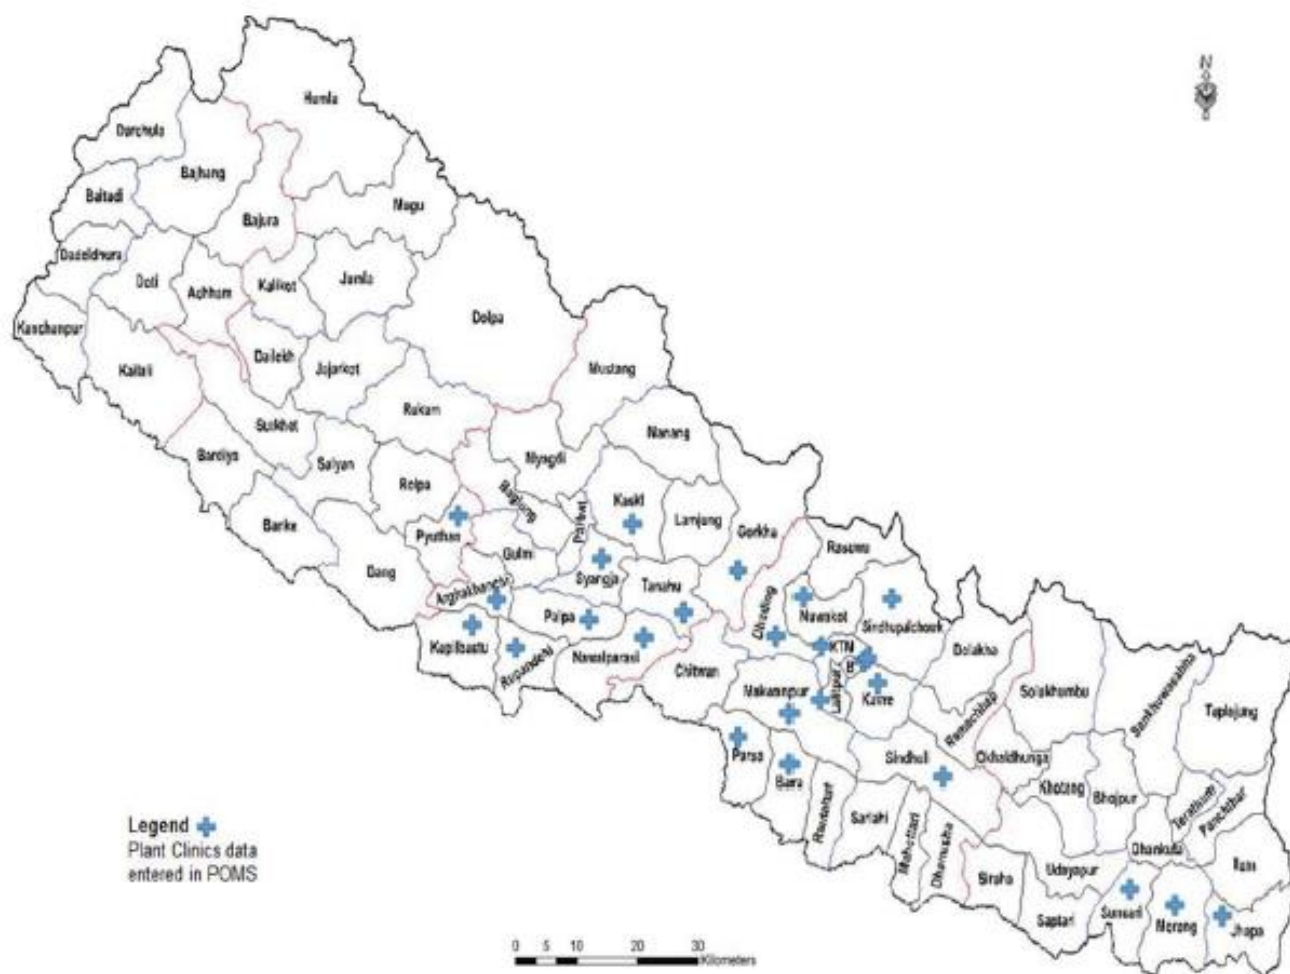 N
Humla
Darchula
Bajhang
Baitadi
Mugu
Bajura
Dadeldhura
Doti
Achham
Kalikot
Jumla
Dolpa
Kanchanpur
Dailekh
Jajarkot
Kailali
Mustang
Rukam
Surkhet
Manang
Bardiya
Salyan
Myagdi
Rolpa
Baglung
Kaski
Parbat
Lamjung
Banke
Pyuthan
Gorkha
Gulmi
Rasuwa
Dang
Syangja
Tanahu
Arghakhanchi
Dhading
Nuwakot
Palpa
Sindhupalchowk
Kapilbastu
KTM
Dolakha
Rupandehi
Nawalparasi
B
Chitwan
Lalitpur
Kavre
Makwanpur
Solukhumbu
Sankhuwasabha
Taplejung
Ramechhap
Parsa
Sindhuli
Okhaldhunga
Bara
Khotang
Bhojpur
Terathum
Panchthar
Rautahat
Sarlahi
Mahottari
Dhanusha
Dhankuta
Siraha
Udayapur
Ilam
Saptari
Sunsari
Morang
Jhapa
Legend
Plant Clinics data
entered in POMS
0 5 10 20 30
Kilometers